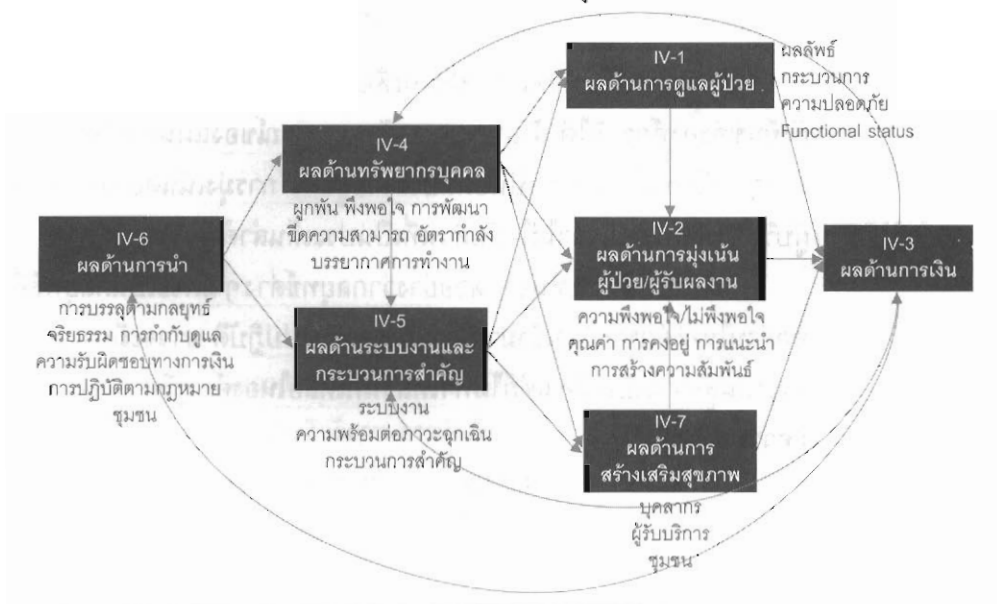 IV-1
ผลด้านการดูแลผู้ป่วย
ผลลัพธ์
กระบวนการ
ความปลอดภัย
Functional status
IV-4
ผลด้านทรัพยากรบุคคล
ผูกพัน พึงพอใจ การพัฒนา
ขีดความสามารถ อัตรากำลัง
บรรยากาศการทำงาน
IV-6
ผลด้านการนำ
การบรรลุตามกลยุทธ์
จริยธรรม การกำกับดูแล
ความรับผิดชอบทางการเงิน
การปฏิบัติตามกฎหมาย
ชุมชน
IV-2
ผลด้านการมุ่งเน้น
ผู้ป่วย/ผู้รับผลงาน
ความพึงพอใจ/ไม่พึงพอใจ
คุณค่า การคงอยู่ การแนะนำ
การสร้างความสัมพันธ์
IV-3
ผลด้านการเงิน
IV-5
ผลด้านระบบงานและ
กระบวนการสำคัญ
ระบบงาน
ความพร้อมต่อภาวะฉุกเฉิน
กระบวนการสำคัญ
IV-7
ผลด้านการ
สร้างเสริมสุขภาพ
บุคลากร
ผู้รับบริการ
ชุมชน